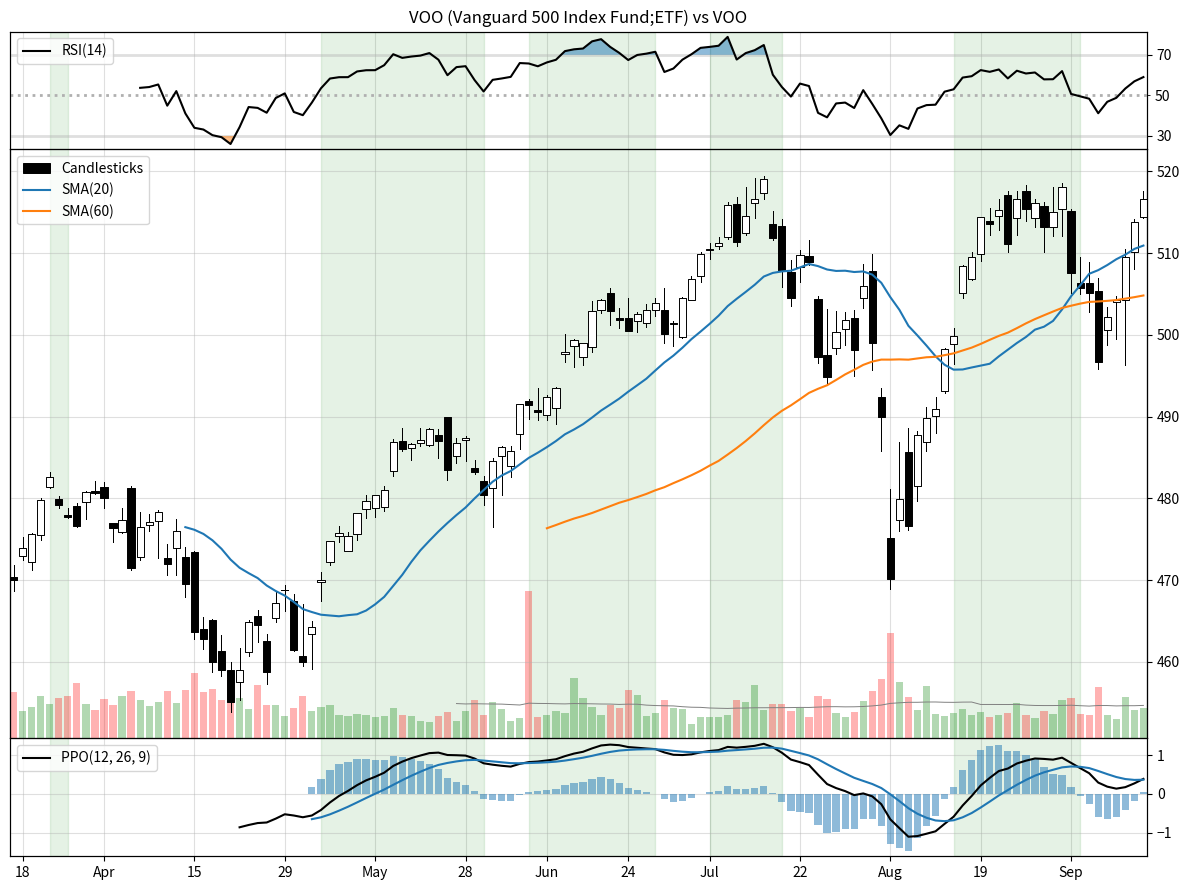 VOO (Vanguard 500 Index Fund;ETF) vs VOO
RSI(14)
70
50
30
Candlesticks
SMA(20)
SMA(60)
520
510
500
490
480
470
460
PPO(12, 26, 9)
1
0
−1
18 Apr 15 29 May 28 Jun 24 Jul 22 Aug 19 Sep